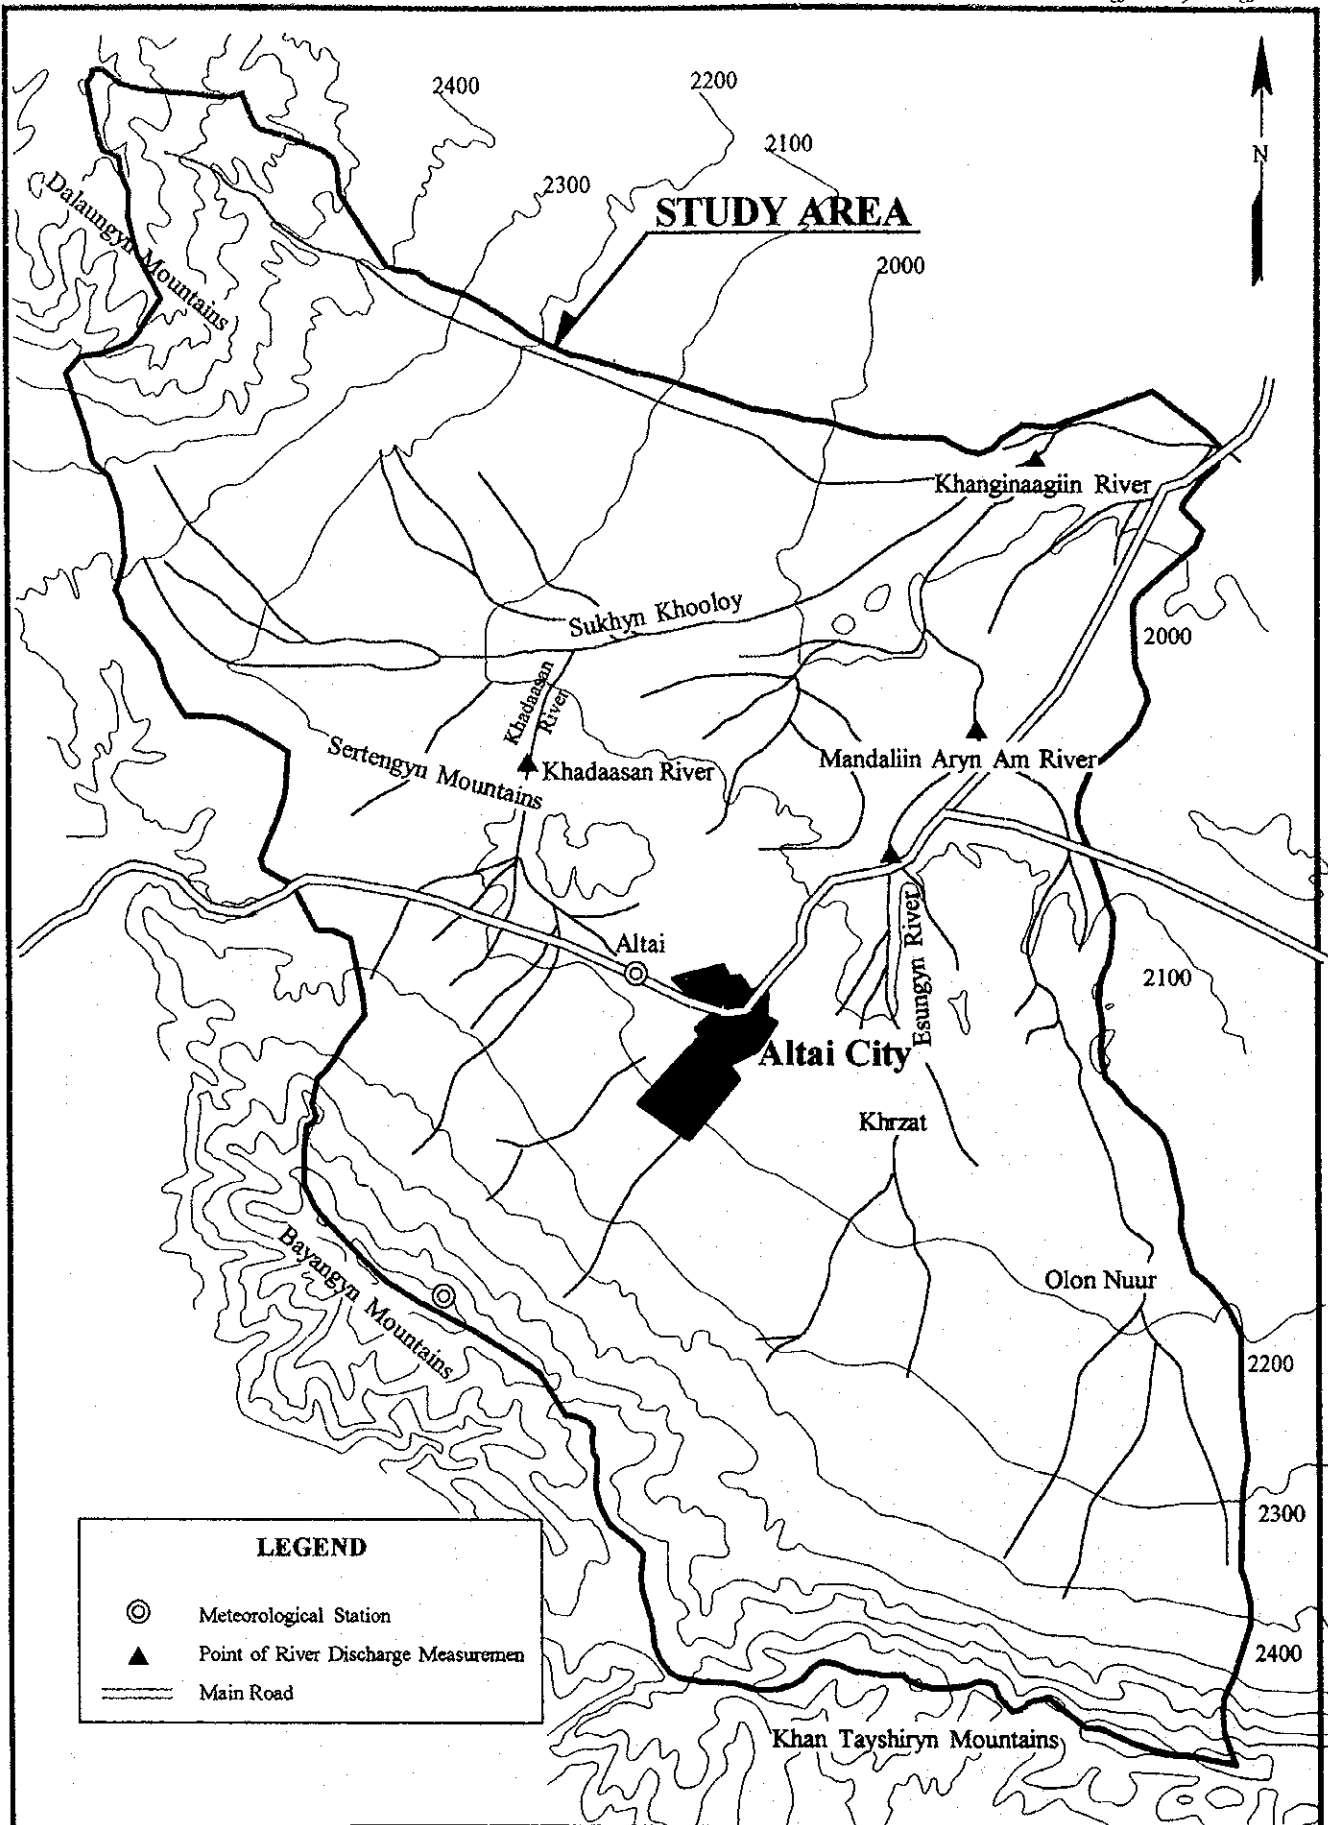 2400
2200
2100
N
2300
Dalaungyn Mountains
STUDY AREA
2000
Khanginaagiin River
Sukhyn Khooloy
2000
Khadaasan
River
Sertengyn Mountains
Khadaasan River
Mandaliin Aryn Am River
Altai
Esungyn River
2100
Altai City
Khrzat
Bayangyn Mountains
Olon Nuur
2200
2300
LEGEND
Meteorological Station
Point of River Discharge Measuremen
Main Road
2400
Khan Tayshiryn Mountains